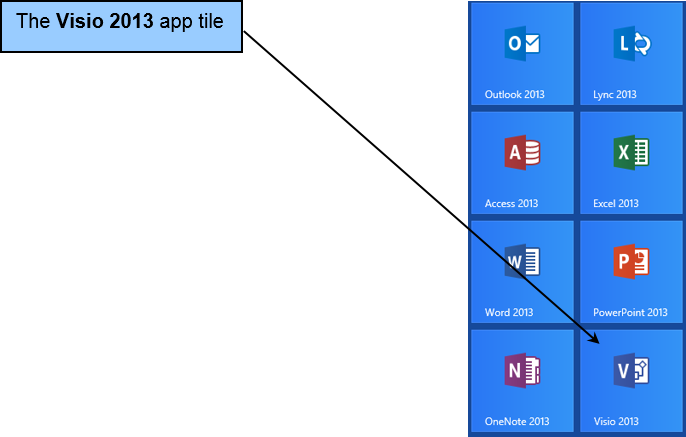 The Visio 2013 app tile
Outlook 2013
Lync 2013
Access 2013
Excel 2013
Word 2013
PowerPoint 2013
OneNote 2013
Visio 2013